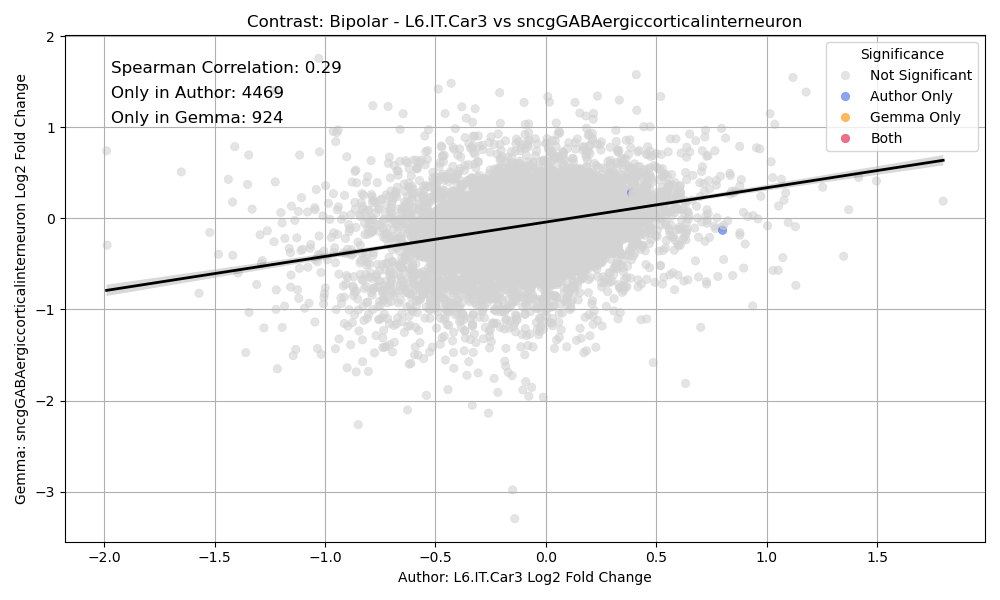 Contrast: Bipolar - L6.IT.Car3 vs sncgGABAergiccorticalinterneuron
Spearman Correlation: 0.29
Only in Author: 4469
Only in Gemma: 924
Significance
Not Significant
Author Only
Gemma Only
Both
Gemma: sncgGABAergiccorticalinterneuron Log2 Fold Change
2
1
0
−1
−2
−3
−2.0
−1.5
−1.0
−0.5
0.0
0.5
1.0
1.5
Author: L6.IT.Car3 Log2 Fold Change